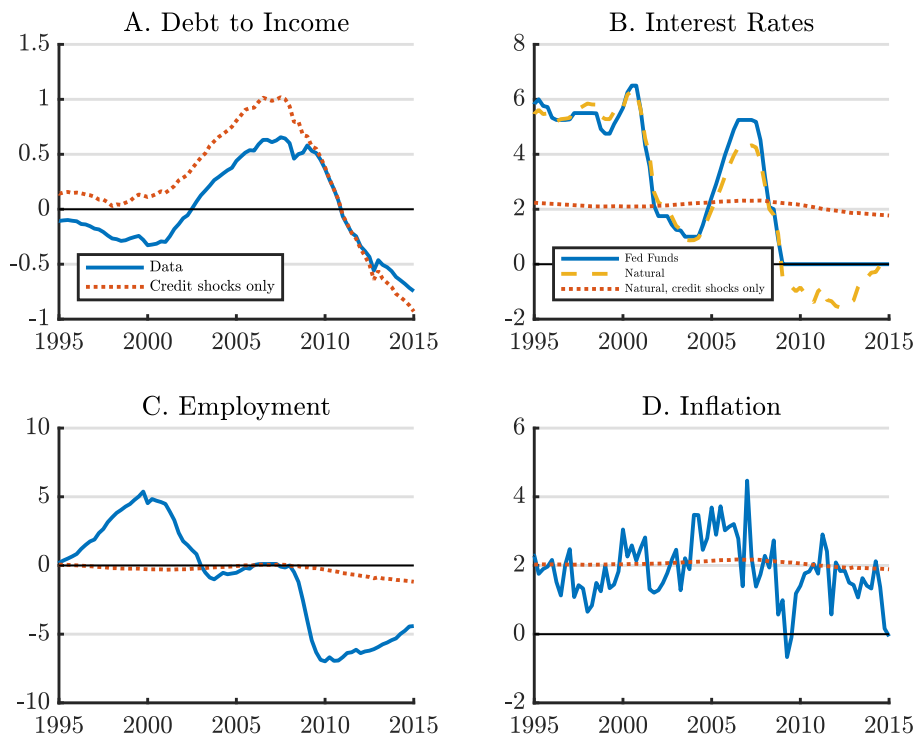 A. Debt to Income
1.5
1
0.5
0
-0.5
-1
Data
Credit shocks only
1995 2000 2005 2010 2015
B. Interest Rates
8
6
4
2
0
-2
Fed Funds
Natural
Natural, credit shocks only
1995 2000 2005 2010 2015
C. Employment
10
5
0
-5
-10
1995 2000 2005 2010 2015
D. Inflation
6
4
2
0
-2
1995 2000 2005 2010 2015